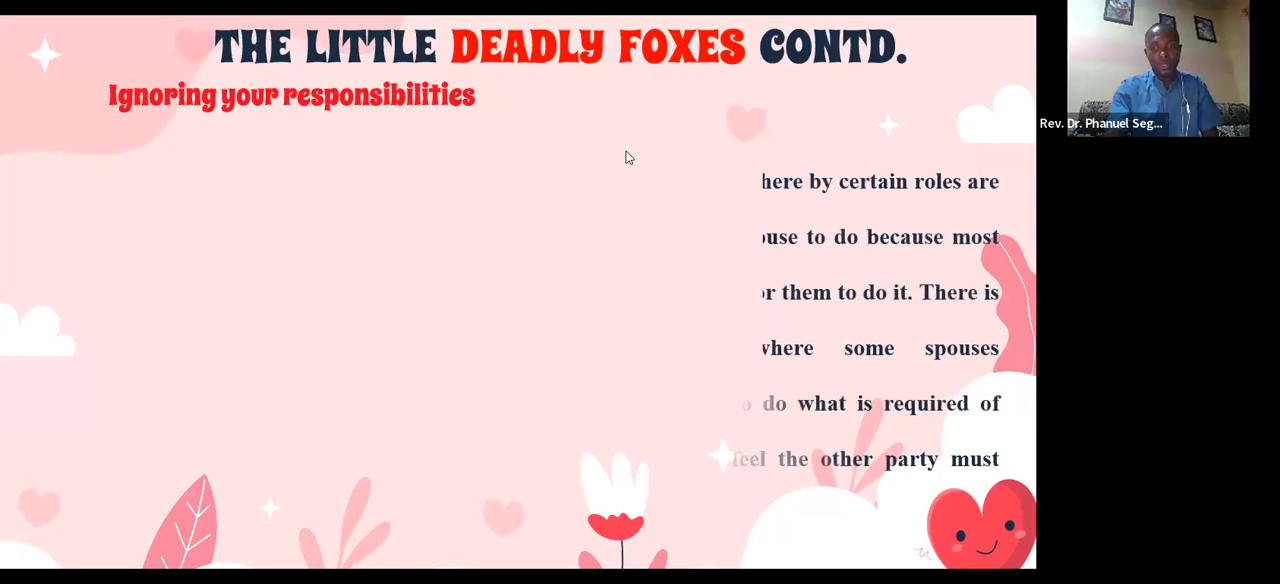 THE LITTLE DEADLY FOXES CONTD.
Ignoring your responsibilities
Rev. Dr. Phanuel Seg...
here by certain roles are
to do because most
them to do it. There is
where some spouses
do what is required of
feel the other party must